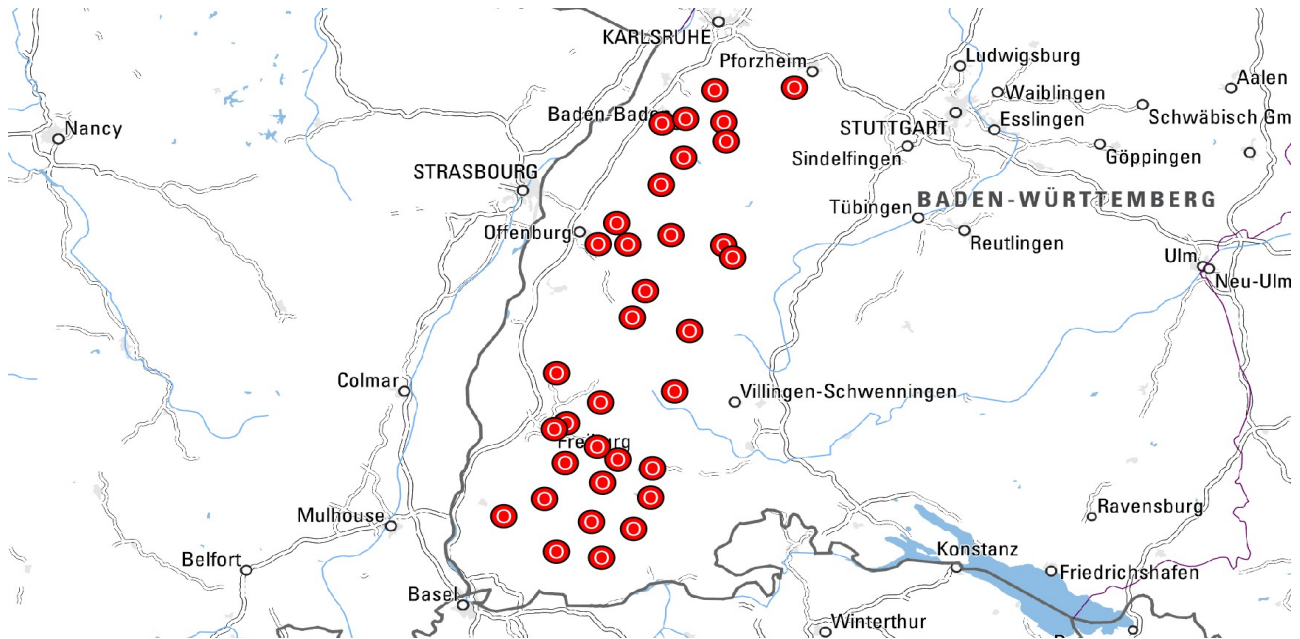 KARLSRUHE
Pforzheim
Ludwigsburg
Aalen
Waiblingen
Baden-Baden
Schwäbisch Gm
Nancy
STUTTGART
Esslingen
Sindelfingen
Göppingen
STRASBOURG
BADEN-WÜRTTEMBERG
Tübingen
Offenburg
Reutlingen
Ulm
Neu-Ulm
Colmar
Villingen-Schwenningen
Freiburg
Mulhouse
Ravensburg
Belfort
Konstanz
Friedrichshafen
Basel
Winterthur